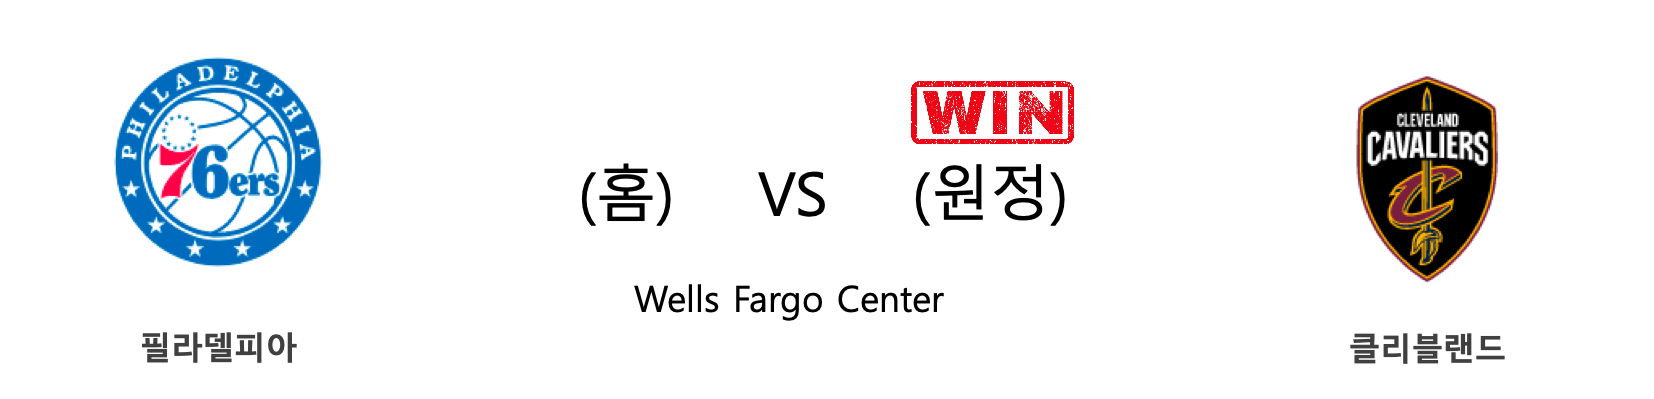 PHILADELPHIA
76ers
필라델피아
WIN
(홈) VS (원정)
Wells Fargo Center
CLEVELAND
CAVALIERS
C
클리블랜드